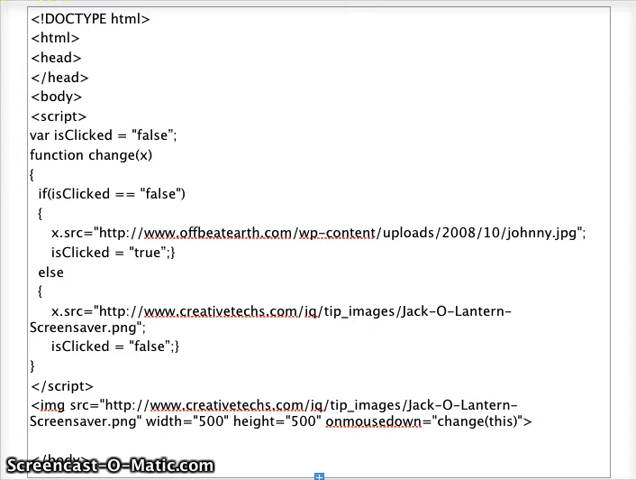 <!DOCTYPE html>
<html>
<head>
</head>
<body>
<script>
var isClicked = "false”;
function change(x)
{
if(isClicked == "false")
{
x.src="http://www.offbeatearth.com/wp-content/uploads/2008/10/johnny.jpg";
isClicked = "true”;}
else
{
x.src="http://www.creativetechs.com/iq/tip_images/Jack-O-Lantern-
Screensaver.png";
isClicked = "false”;}
}
</script>
<img src="http://www.creativetechs.com/iq/tip_images/Jack-O-Lantern-
Screensaver.png" width="500" height="500" onmousedown="change(this)">
</body>
Screencast-O-Matic.com